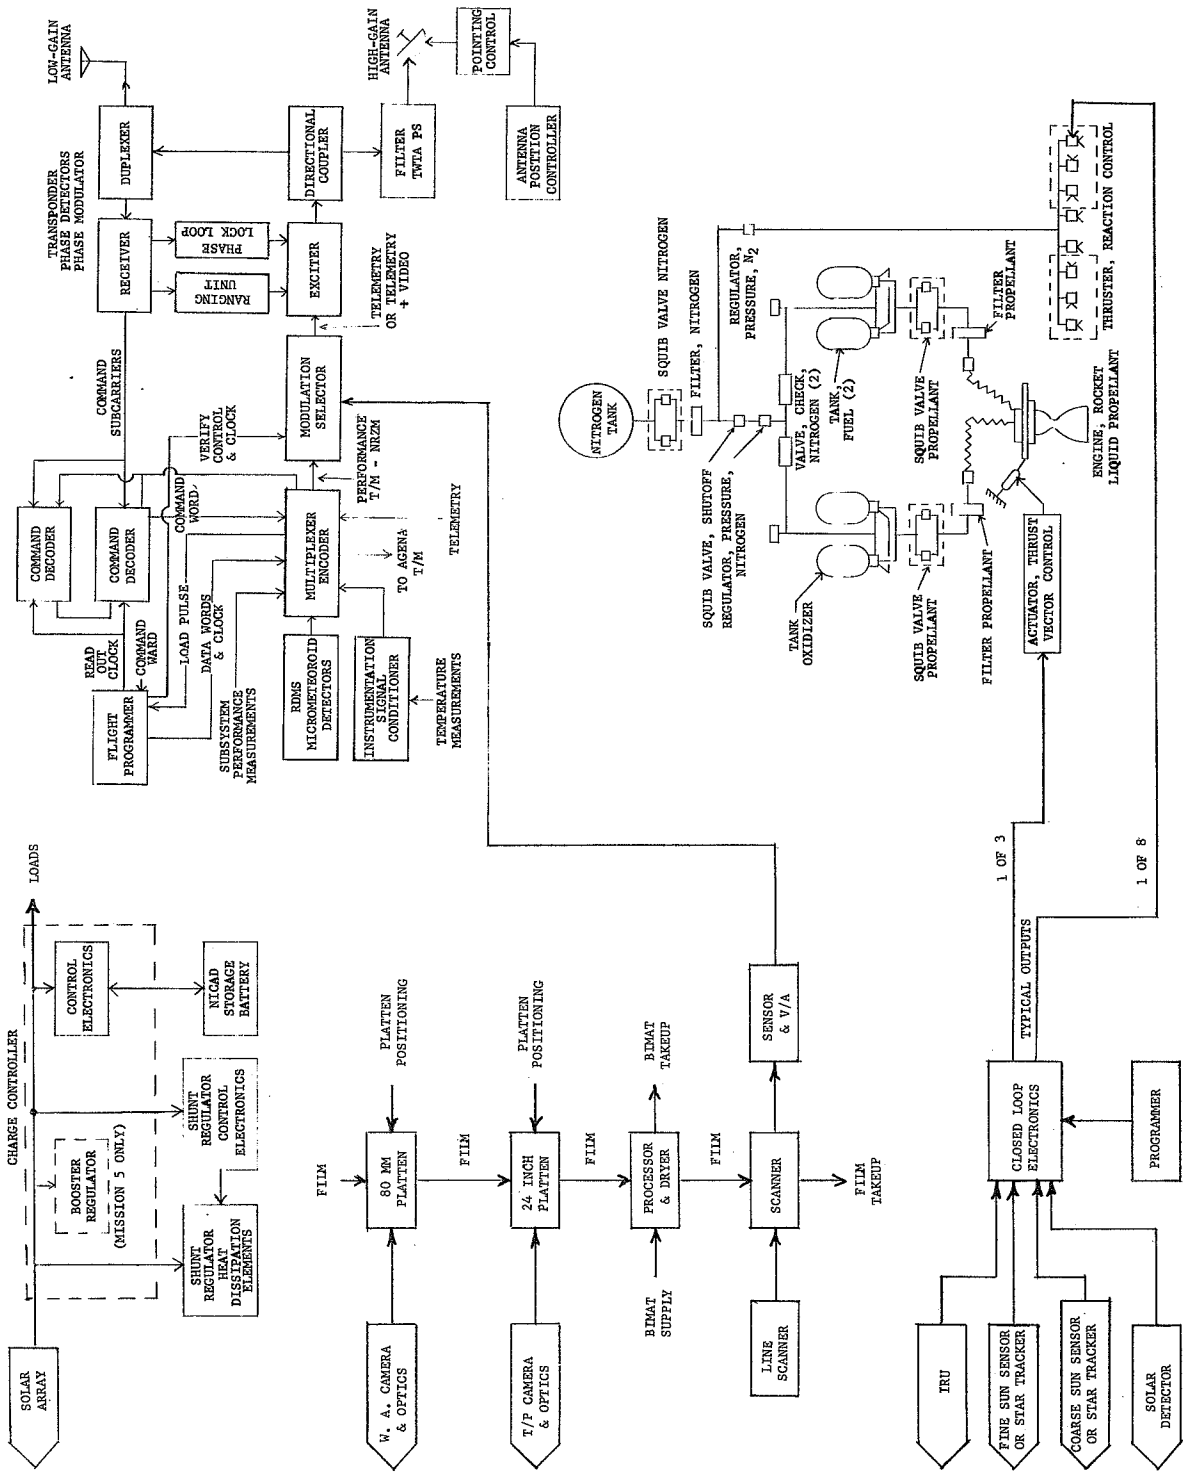 SOLAR
ARRAY
CHARGE CONTROLLER
BOOSTER
REGULATOR
(MISSION 5 ONLY)
SHUNT
REGULATOR
HEAT
DISSIPATION
ELEMENTS
SHUNT
REGULATOR
CONTROL
ELECTRONICS
CONTROL
ELECTRONICS
NICAD
STORAGE
BATTERY
LOADS
W. A. CAMERA
& OPTICS
FILM
80 MM
PLATTEN
PLATTEN
POSITIONING
FIIM
T/P CAMERA
& OPTICS
24 INCH
PLATTEN
PLATTEN
POSITIONING
FIIM
BIMAT
SUPPLY
PROCESSOR
& DRYER
BIMAT
TAKEUP
FIIM
LINE
SCANNER
SCANNER
SENSOR
& V/A
FIIM
TAKEUP
IRU
FINE SUN SENSOR
OR STAR TRACKER
COARSE SUN SENSOR
OR STAR TRACKER
SOLAR
DETECTOR
CLOSED LOOP
ELECTRONICS
PROGRAMMER
TYPICAL OUTPUTS
1 OF 3
1 OF 8
LOW-GAIN
ANTENNA
TRANSPONDER
PHASE DETECTORS
PHASE MODULATOR
DUPLEXER
RECEIVER
COMMAND
SUBCARRIERS
COMMAND
DECODER
COMMAND
DECODER
READ
OUT
CLOCK
COMMAND
WARD
FLIGHT
PROGRAMMER
PHASE
LOCK LOOP
RANGING
UNIT
VERIFY
CONTROL
& CLOCK
COMMAND
WORD
LOAD PULSE
DATA WORDS
& CLOCK
SUBSYSTEM
PERFORMANCE
MEASUREMENTS
DIRECTIONAL
COUPLER
EXCITER
MODULATION
SELECTOR
MULTIPLEXER
ENCODER
RDMS
MICROMETEOROID
DETECTORS
TELEMETRY
OR TELEMETRY
+ VIDEO
PERFORMANCE
T/M - NRZM
TO AGENA
T/M
TELEMETRY
INSTRUMENTATION
SIGNAL
CONDITIONER
TEMPERATURE
MEASUREMENTS
HIGH-GAIN
ANTENNA
FILTER
TWTA PS
POINTING
CONTROL
ANTENNA
POSITION
CONTROLLER
NITROGEN
TANK
SQUIB VALVE NITROGEN
FILTER, NITROGEN
SQUIB VALVE, SHUTOFF
REGULATOR, PRESSURE,
NITROGEN
REGULATOR,
PRESSURE, N2
VALVE, CHECK,
NITROGEN (2)
TANK
OXIDIZER
TANK,
FUEL (2)
SQUIB VALVE
PROPELLANT
SQUIB VALVE
PROPELLANT
FILTER PROPELLANT
FILTER
PROPELLANT
ACTUATOR, THRUST
VECTOR CONTROL
ENGINE, ROCKET
LIQUID PROPELLANT
THRUSTER, REACTION CONTROL